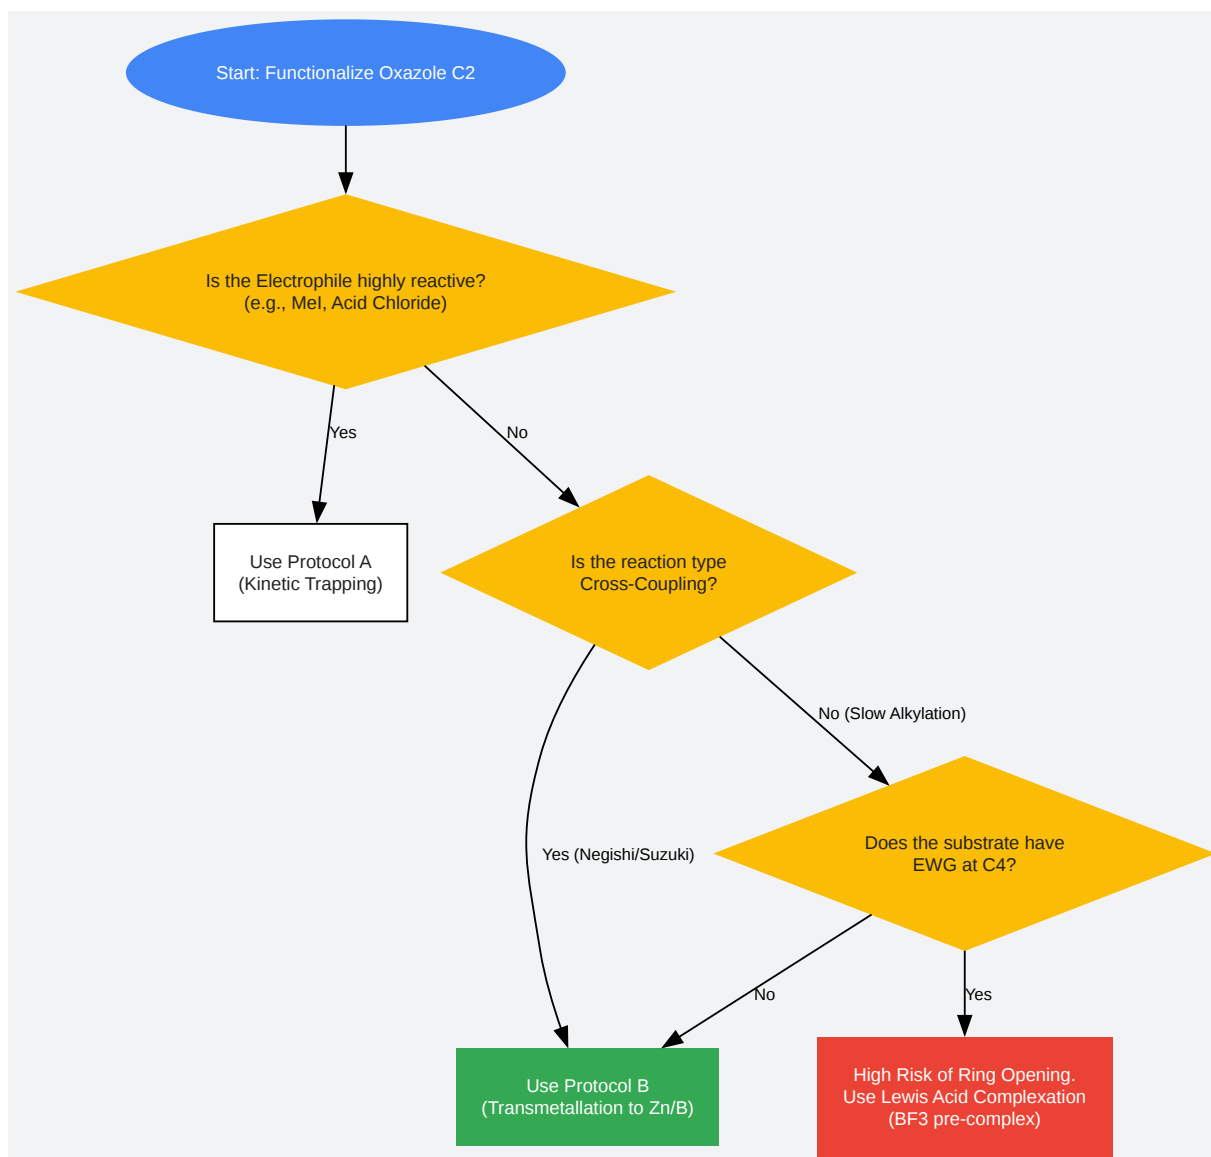 Start: Functionalize Oxazole C2
Is the Electrophile highly reactive?
(e.g., MeI, Acid Chloride)
Yes
No
Use Protocol A
(Kinetic Trapping)
Is the reaction type
Cross-Coupling?
No (Slow Alkylation)
Yes (Negishi/Suzuki)
Does the substrate have
EWG at C4?
No
Yes
Use Protocol B
(Transmetallation to Zn/B)
High Risk of Ring Opening.
Use Lewis Acid Complexation
(BF3 pre-complex)